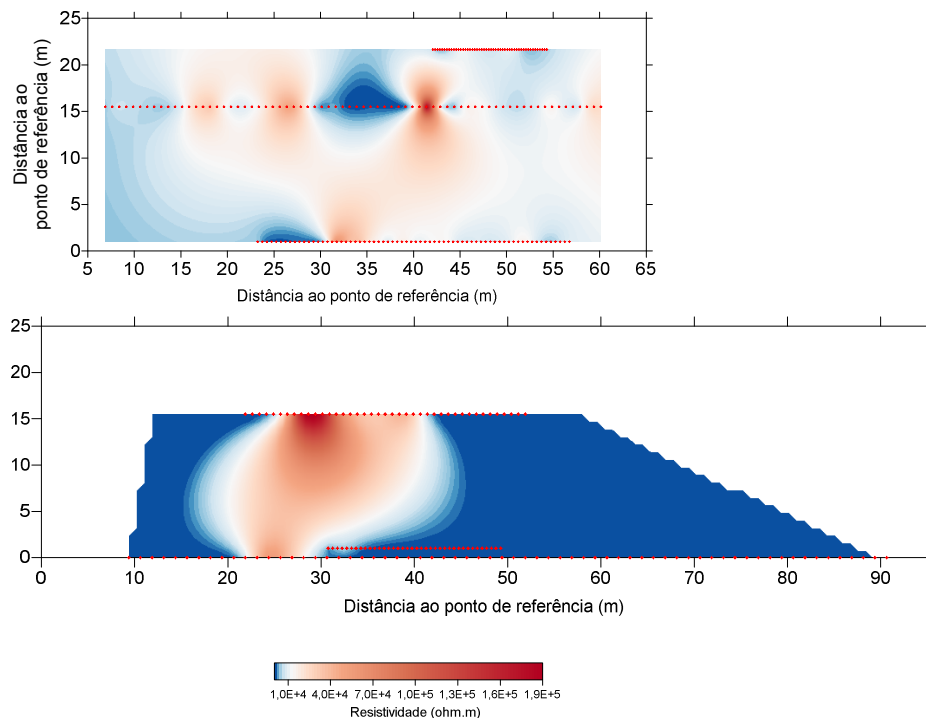 25
20
15
10
5
0
Distância ao
ponto de referência (m)
5 10 15 20 25 30 35 40 45 50 55 60 65
Distância ao ponto de referência (m)
25
20
15
10
5
0
0 10 20 30 40 50 60 70 80 90
Distância ao ponto de referência (m)
1,0E+4 4,0E+4 7,0E+4 1,0E+5 1,3E+5 1,6E+5 1,9E+5
Resistividade (ohm.m)